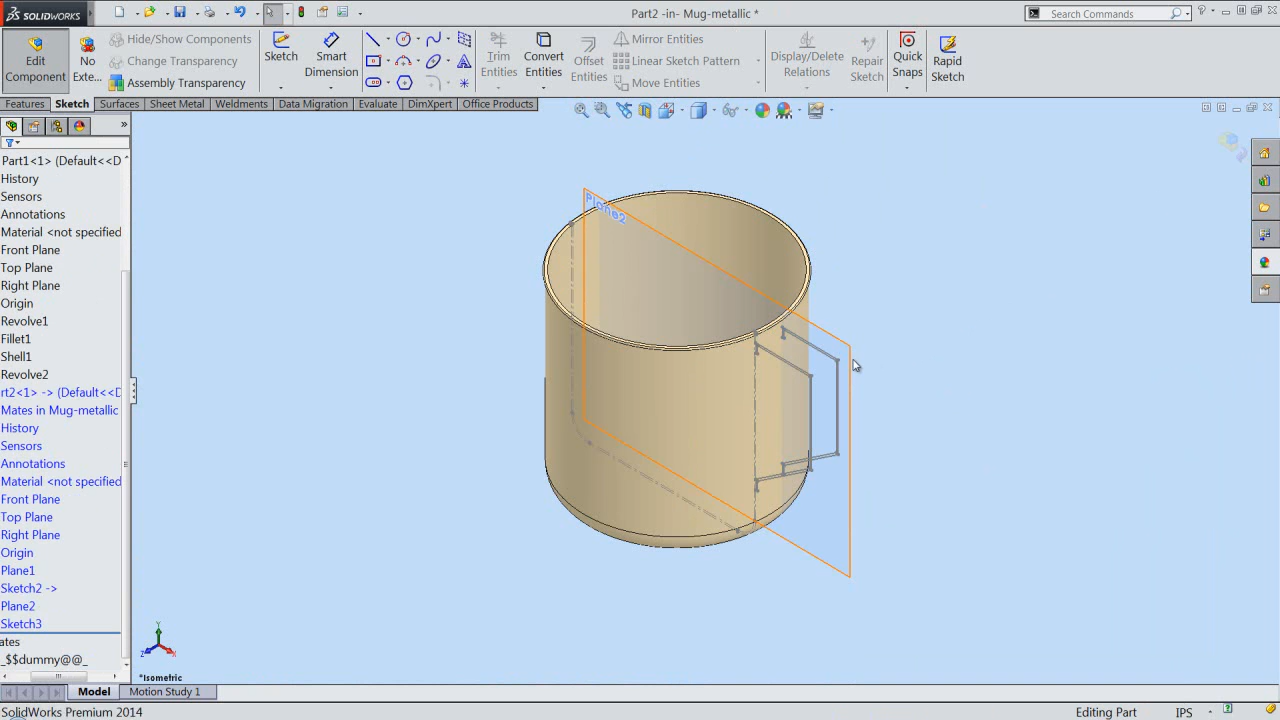 SOLIDWORKS
Part2 -in- Mug-metallic *
Search Commands
Edit
Component
No
Exte...
Hide/Show Components
Change Transparency
Assembly Transparency
Sketch
Smart
Dimension
Trim
Entities
Convert
Entities
Offset
Entities
Mirror Entities
Linear Sketch Pattern
Move Entities
Display/Delete
Relations
Repair
Sketch
Quick
Snaps
Rapid
Sketch
Features
Sketch
Surfaces
Sheet Metal
Weldments
Data Migration
Evaluate
DimXpert
Office Products
Part1<1> (Default<<D
History
Sensors
Annotations
Material <not specified
Front Plane
Top Plane
Right Plane
Origin
Revolve1
Fillet1
Shell1
Revolve2
rt2<1> -> (Default<<D
Mates in Mug-metallic
History
Sensors
Annotations
Material <not specified
Front Plane
Top Plane
Right Plane
Origin
Plane1
Sketch2 ->
Plane2
Sketch3
ates
_$$dummy@@_
Plane2
Y
X
Z
*Isometric
Model
Motion Study 1
SolidWorks Premium 2014
Editing Part
IPS